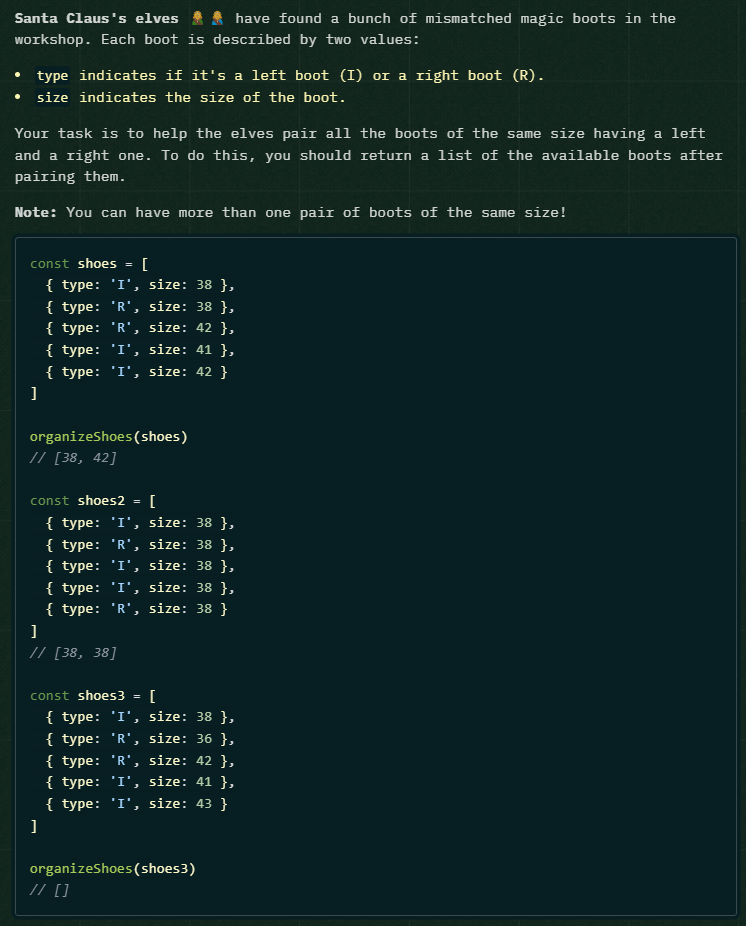 Santa Claus's elves 🧝‍♂️ 🧝‍♀️ have found a bunch of mismatched magic boots in the
workshop. Each boot is described by two values:
• type indicates if it's a left boot (I) or a right boot (R).
• size indicates the size of the boot.
Your task is to help the elves pair all the boots of the same size having a left
and a right one. To do this, you should return a list of the available boots after
pairing them.
Note: You can have more than one pair of boots of the same size!
const shoes = [
  { type: 'I', size: 38 },
  { type: 'R', size: 38 },
  { type: 'R', size: 42 },
  { type: 'I', size: 41 },
  { type: 'I', size: 42 }
]
organizeShoes(shoes)
// [38, 42]
const shoes2 = [
  { type: 'I', size: 38 },
  { type: 'R', size: 38 },
  { type: 'I', size: 38 },
  { type: 'I', size: 38 },
  { type: 'R', size: 38 }
]
// [38, 38]
const shoes3 = [
  { type: 'I', size: 38 },
  { type: 'R', size: 36 },
  { type: 'R', size: 42 },
  { type: 'I', size: 41 },
  { type: 'I', size: 43 }
]
organizeShoes(shoes3)
// []